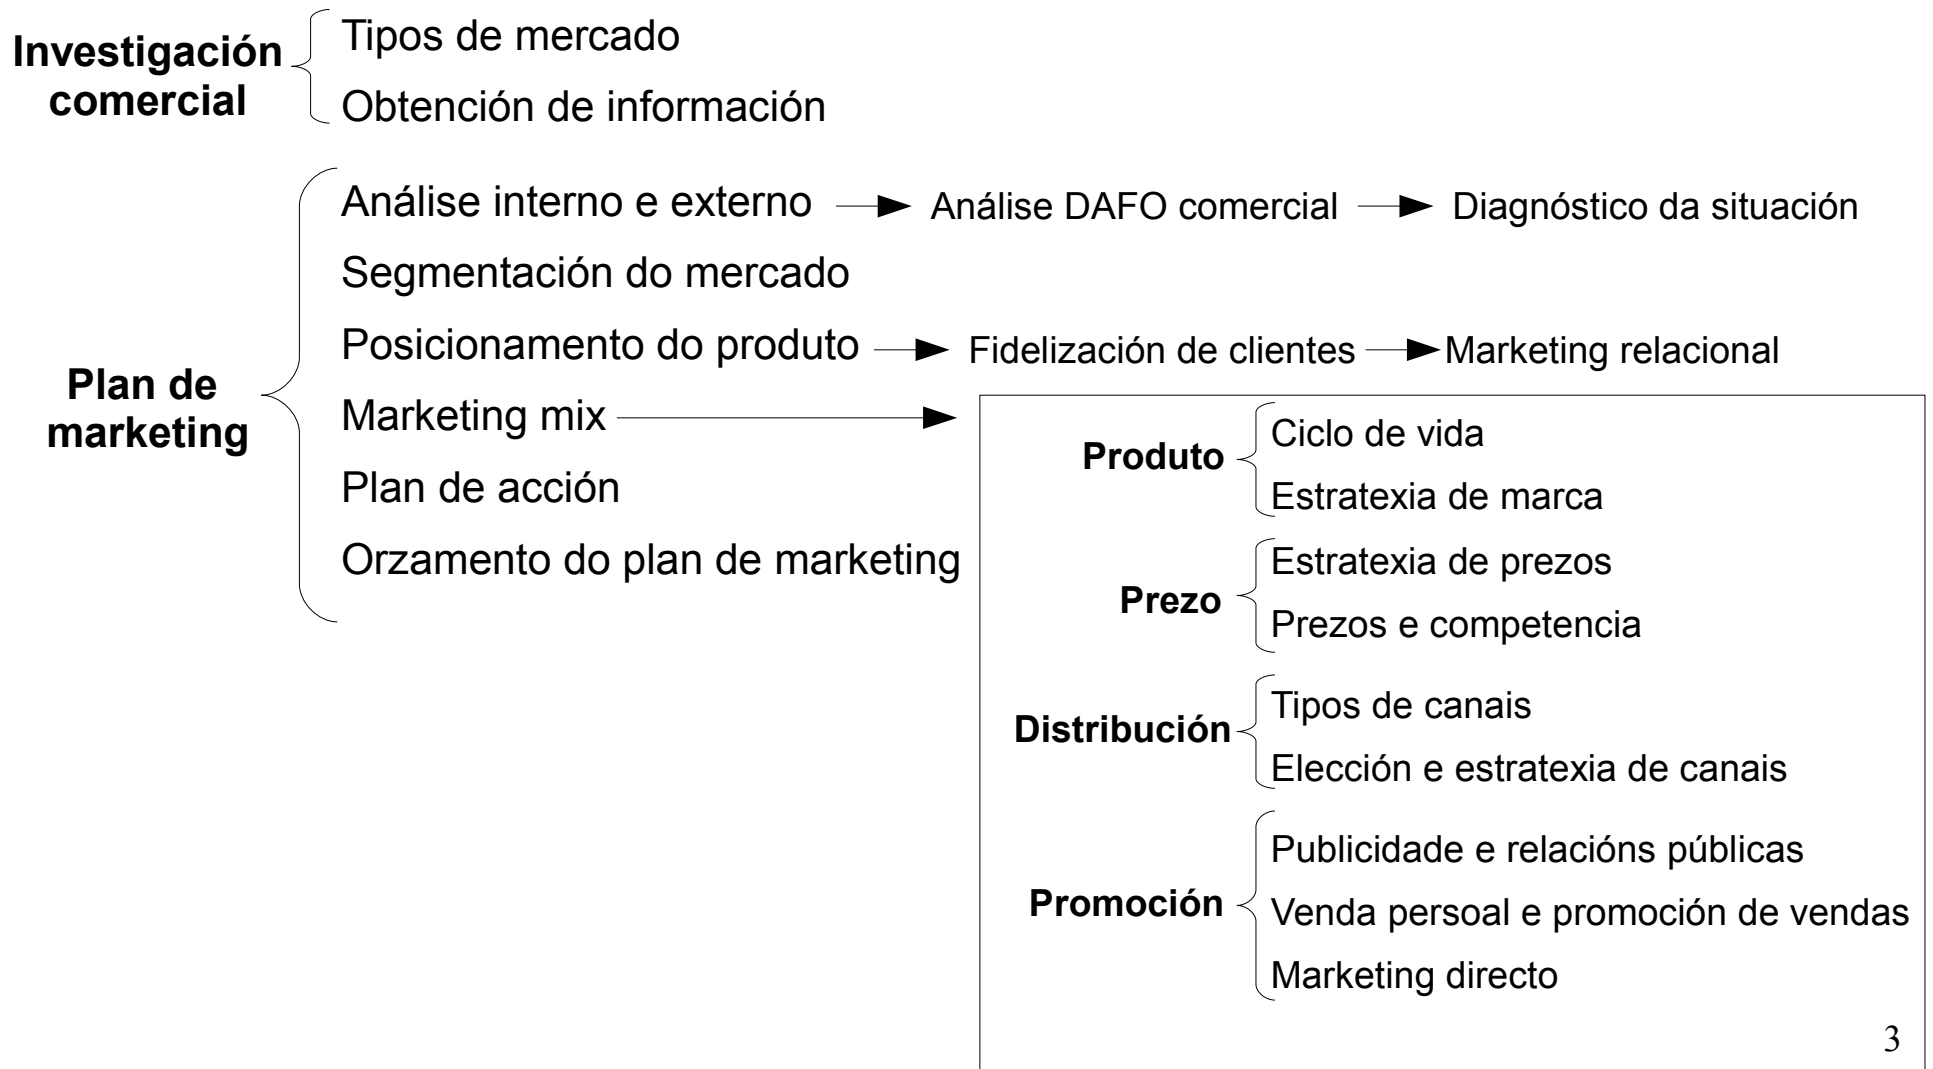 Investigación
comercial
Tipos de mercado
Obtención de información
Plan de
marketing
Análise interno e externo
Análise DAFO comercial
Diagnóstico da situación
Segmentación do mercado
Posicionamento do produto
Fidelización de clientes
Marketing relacional
Marketing mix
Plan de acción
Orzamento do plan de marketing
Produto
Ciclo de vida
Estratexia de marca
Prezo
Estratexia de prezos
Prezos e competencia
Distribución
Tipos de canais
Elección e estratexia de canais
Promoción
Publicidade e relacións públicas
Venda persoal e promoción de vendas
Marketing directo
3